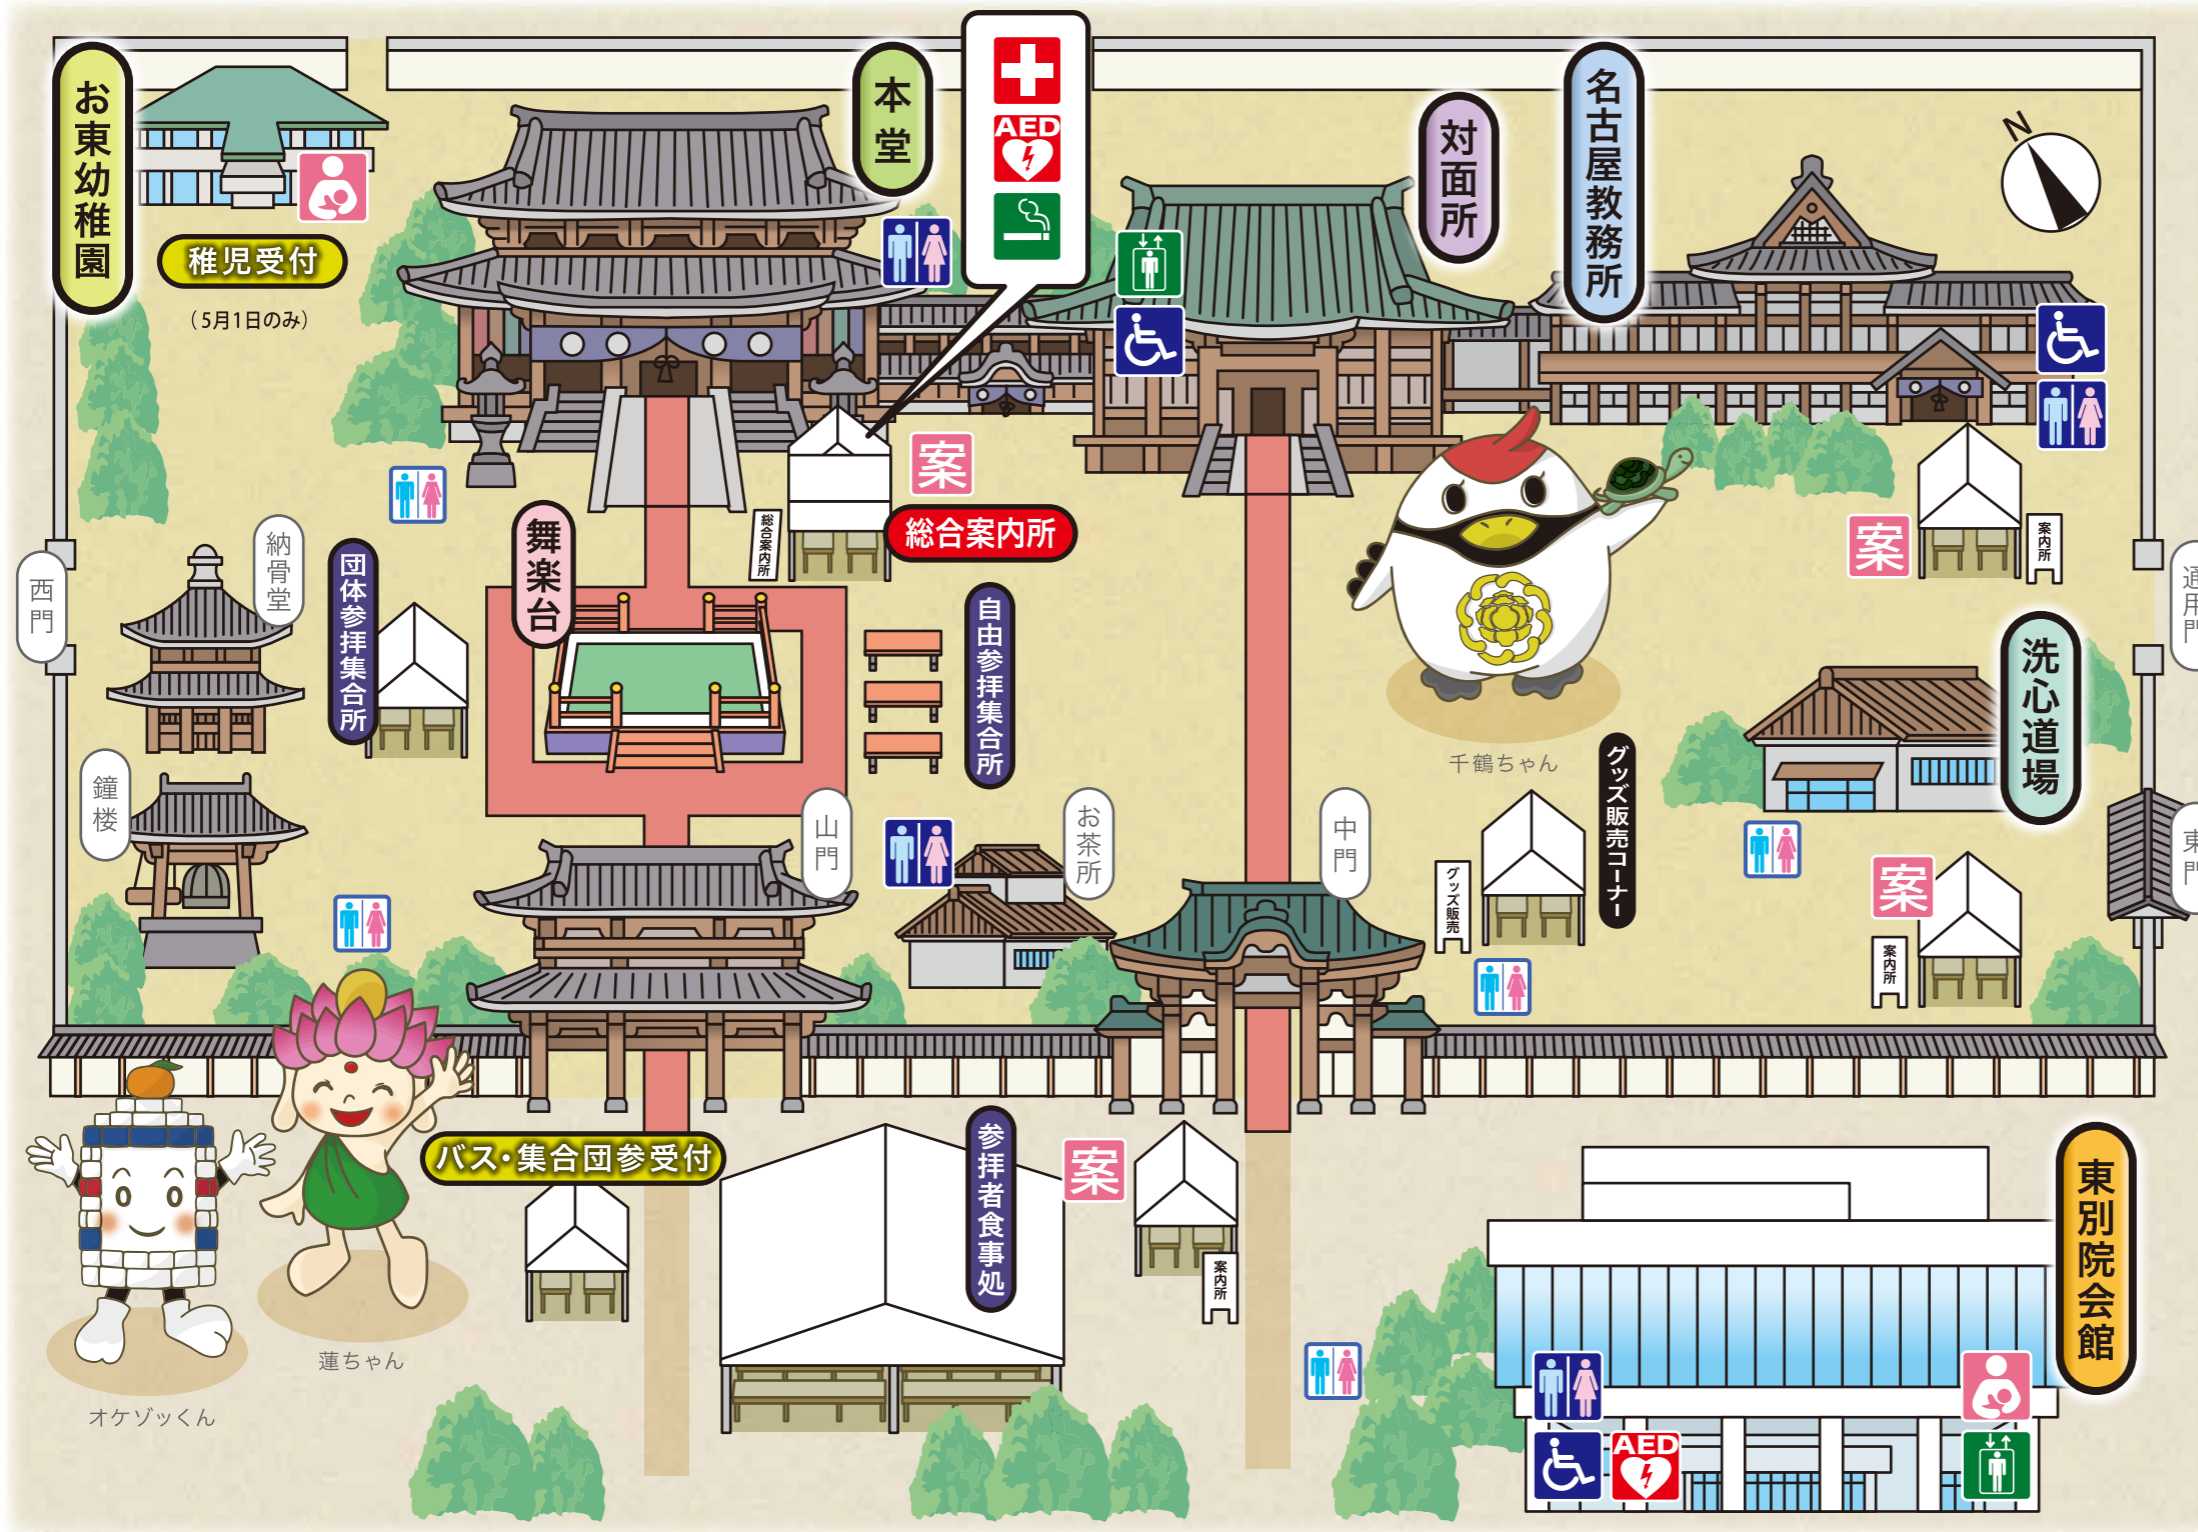 お東幼稚園
稚児受付
（5月1日のみ）
本堂
AED
対面所
名古屋教務所
N
案
総合案内所
総合案内所
舞楽台
西門
納骨堂
団体参拝集合所
自由参拝集合所
案
案内所
通用門
洗心道場
千鶴ちゃん
グッズ販売コーナー
グッズ販売
鐘楼
山門
お茶所
中門
案
案内所
東門
バス・集合団参受付
参拝者食事処
案
案内所
東別院会館
AED
蓮ちゃん
オケゾッくん